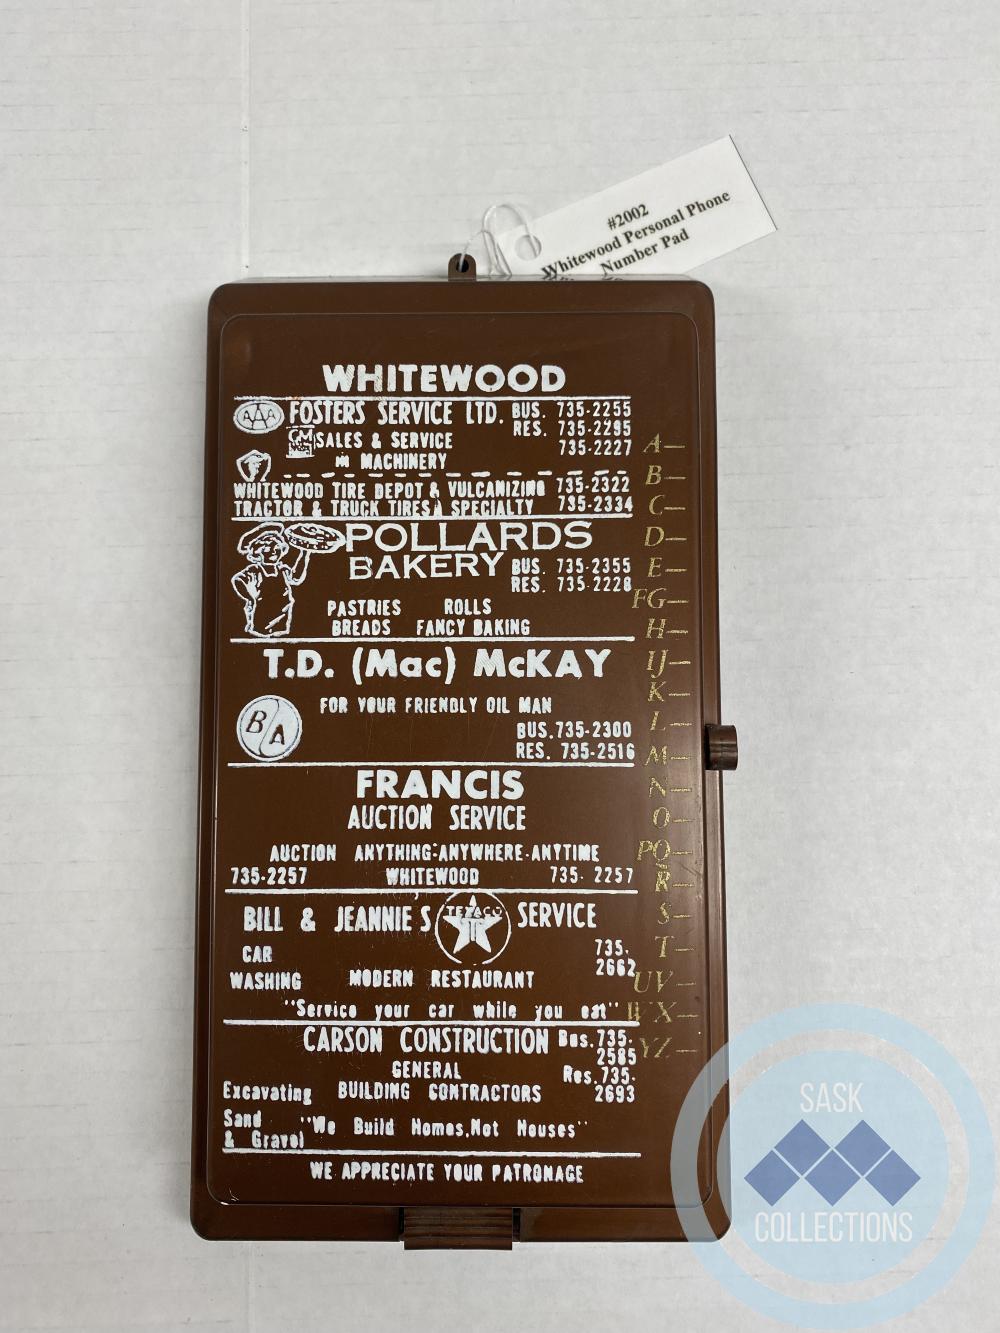 #2002
Whitewood Personal Phone
Number Pad
WHITEWOOD
AAA FOSTERS SERVICE LTD. BUS. 735-2255
RES. 735-2295
GM SALES & SERVICE 735-2227
IH MACHINERY
WHITEWOOD TIRE DEPOT & VULCANIZING 735-2322
TRACTOR & TRUCK TIRES A SPECIALTY 735-2334
POLLARDS
BAKERY BUS. 735-2355
RES. 735-2228
PASTRIES ROLLS
BREADS FANCY BAKING
T.D. (Mac) McKAY
FOR YOUR FRIENDLY OIL MAN
BA
BUS. 735-2300
RES. 735-2516
FRANCIS
AUCTION SERVICE
AUCTION ANYTHING-ANYWHERE-ANYTIME
735-2257 WHITEWOOD 735-2257
BILL & JEANNIE'S TEXACO SERVICE
CAR 735-
WASHING MODERN RESTAURANT 2662
"Service your car while you eat"
CARSON CONSTRUCTION Bus. 735-
2585
GENERAL Res. 735-
Excavating BUILDING CONTRACTORS 2693
Sand
& Gravel "We Build Homes, Not Houses"
WE APPRECIATE YOUR PATRONAGE
A—
B—
C—
D—
E—
FG—
H—
IJ—
K—
L—
M—
N—
O—
PQ—
R—
S—
T—
UV—
WX—
YZ—
SASK
COLLECTIONS